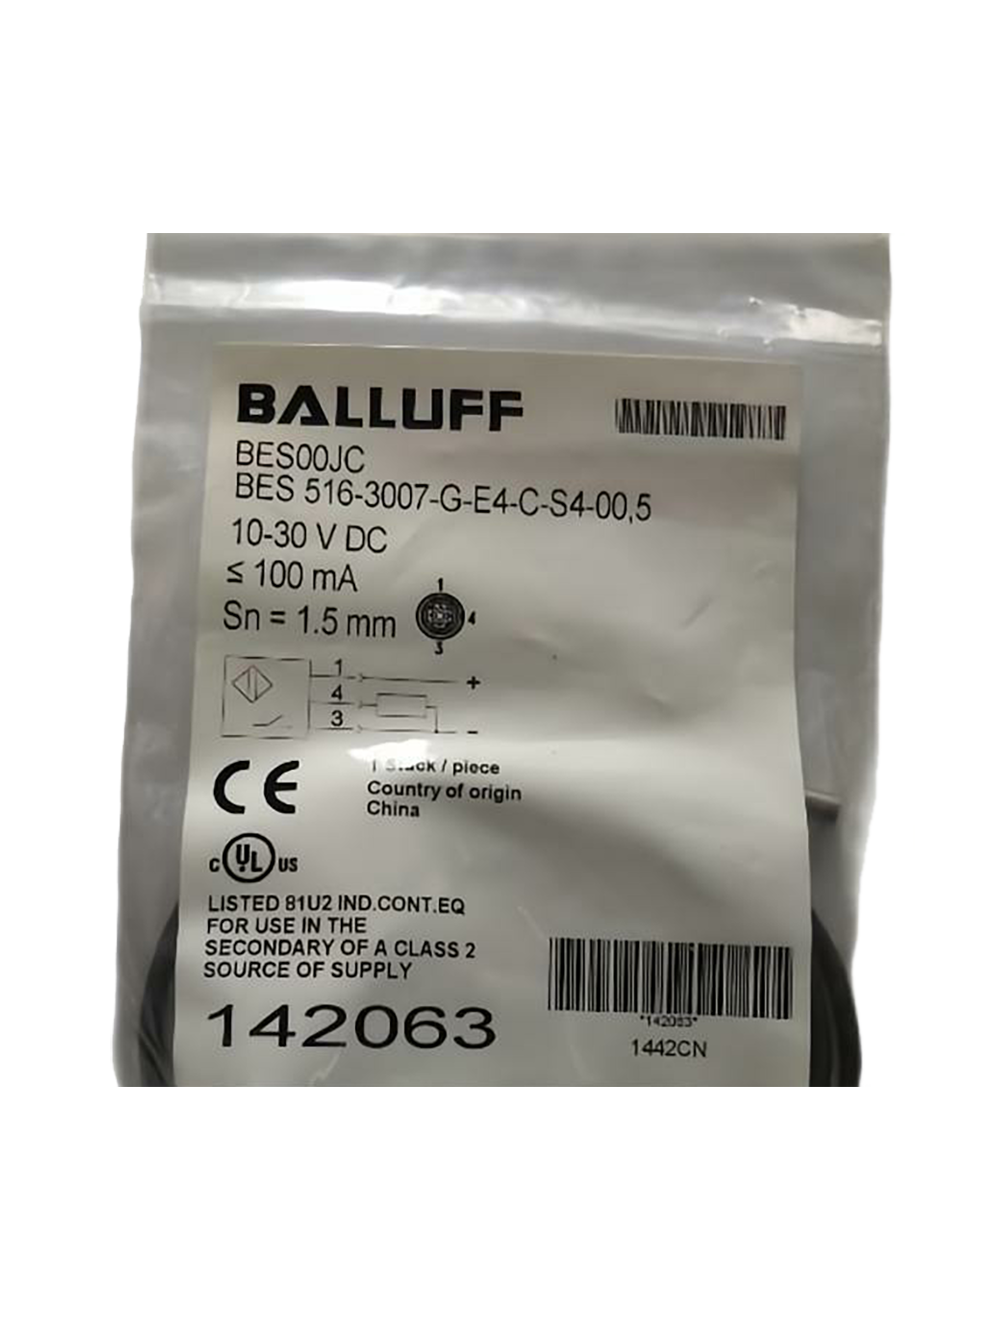 BALLUFF
BES00JC
BES 516-3007-G-E4-C-S4-00,5
10-30 V DC
≤ 100 mA
Sn = 1.5 mm
1
4
3
1
+
4
3
-
1 Stück / piece
Country of origin
China
CE
C UL US
LISTED 81U2 IND.CONT.EQ
FOR USE IN THE
SECONDARY OF A CLASS 2
SOURCE OF SUPPLY
142063
*142063*
1442CN